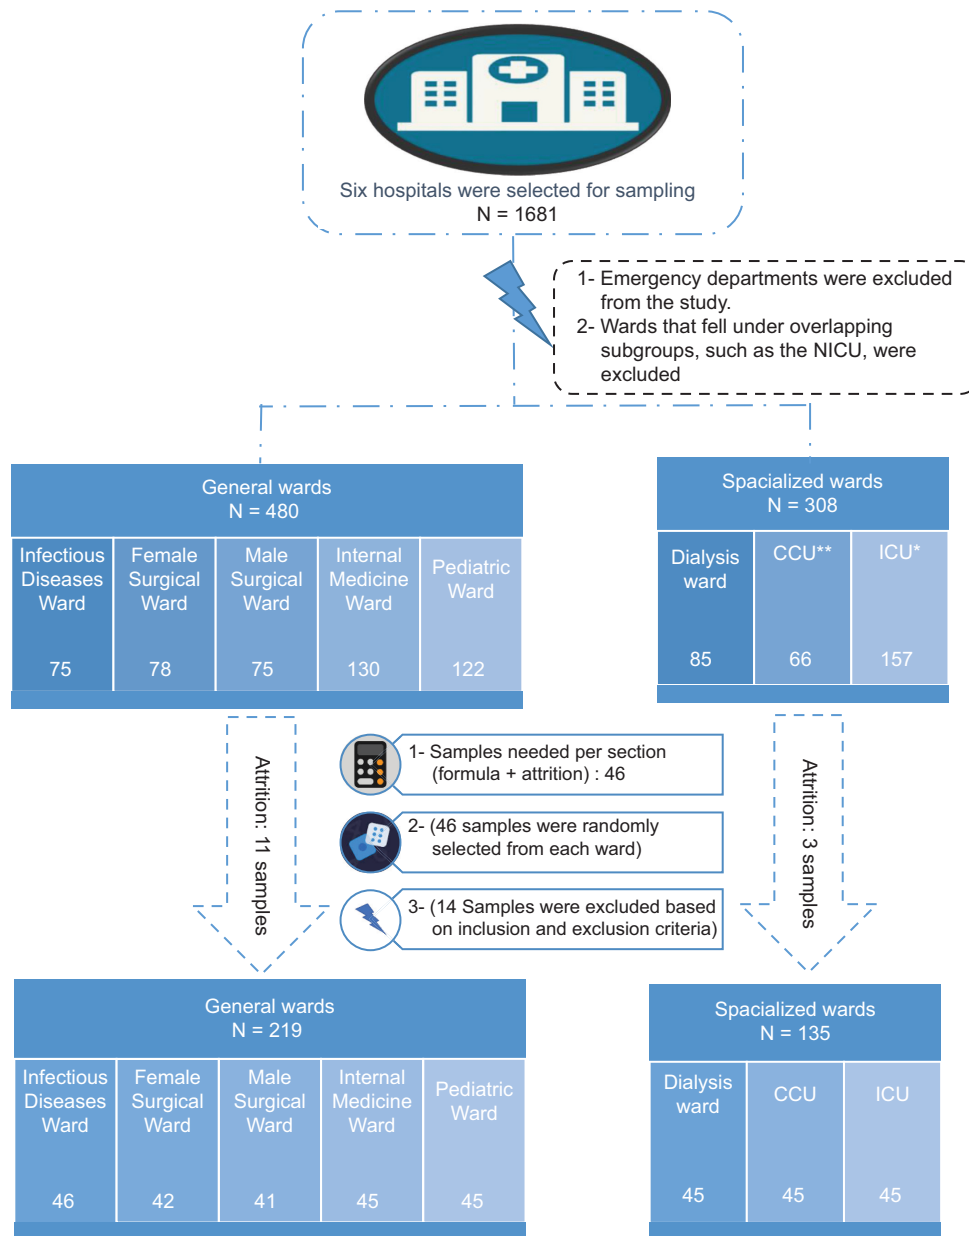 Six hospitals were selected for sampling
N = 1681
1- Emergency departments were excluded
from the study.
2- Wards that fell under overlapping
subgroups, such as the NICU, were
excluded
General wards
N = 480
Infectious
Diseases
Ward
75
Female
Surgical
Ward
78
Male
Surgical
Ward
75
Internal
Medicine
Ward
130
Pediatric
Ward
122
Spacialized wards
N = 308
Dialysis
ward
85
CCU**
66
ICU*
157
Attrition: 11 samples
1- Samples needed per section
(formula + attrition) : 46
2- (46 samples were randomly
selected from each ward)
3- (14 Samples were excluded based
on inclusion and exclusion criteria)
Attrition: 3 samples
General wards
N = 219
Infectious
Diseases
Ward
46
Female
Surgical
Ward
42
Male
Surgical
Ward
41
Internal
Medicine
Ward
45
Pediatric
Ward
45
Spacialized wards
N = 135
Dialysis
ward
45
CCU
45
ICU
45